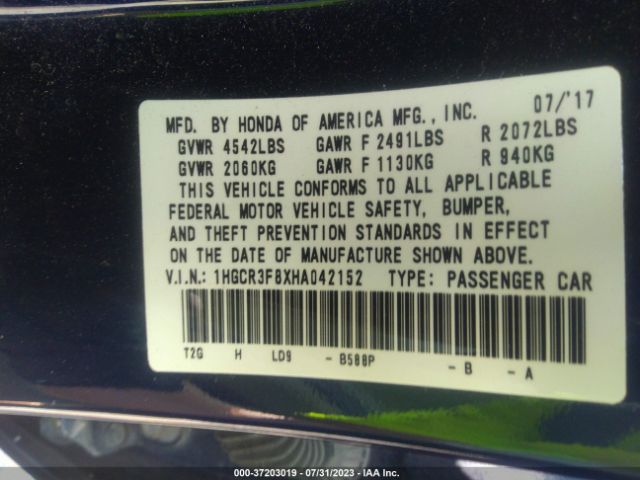 MFD. BY HONDA OF AMERICA MFG., INC. 07/'17
GVWR 4542LBS GAWR F 2491LBS R 2072LBS
GVWR 2060KG GAWR F 1130KG R 940KG
THIS VEHICLE CONFORMS TO ALL APPLICABLE
FEDERAL MOTOR VEHICLE SAFETY, BUMPER,
AND THEFT PREVENTION STANDARDS IN EFFECT
ON THE DATE OF MANUFACTURE SHOWN ABOVE.
V.I.N.: 1HGCR3F8XHA042152 TYPE: PASSENGER CAR
T2G H LD9 - B588P - B - A
000-37203019 - 07/31/2023 - IAA Inc.